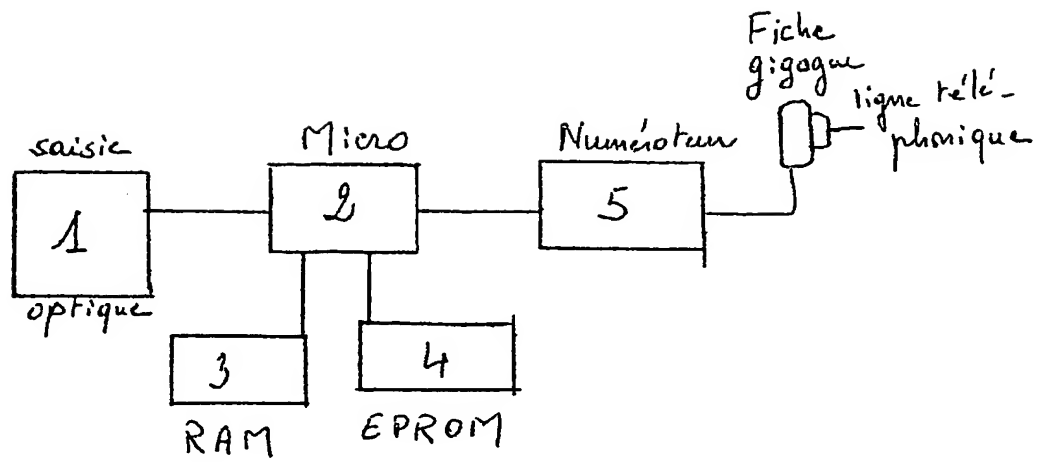 Fiche
gigogne
ligne télé-
phonique
saisie
Micro
Numéroteur
1
2
5
optique
3
4
RAM
EPROM